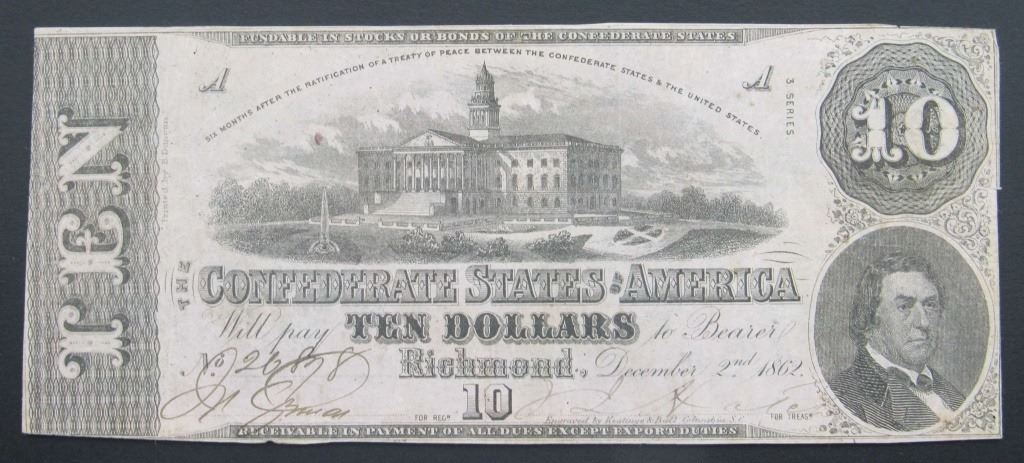 FUNDABLE IN STOCKS OR BONDS OF THE CONFEDERATE STATES
SIX MONTHS AFTER THE RATIFICATION OF A TREATY OF PEACE BETWEEN THE CONFEDERATE STATES & THE UNITED STATES
A
A
3 SERIES
10
TEN
THE
CONFEDERATE STATES OF AMERICA
Will pay TEN DOLLARS to Bearer
Richmond, December 2nd 1862.
No. 26878
FOR REGR
10
FOR TREASR
Engraved by Keatinge & Ball Columbia, S.C.
RECEIVABLE IN PAYMENT OF ALL DUES EXCEPT EXPORT DUTIES